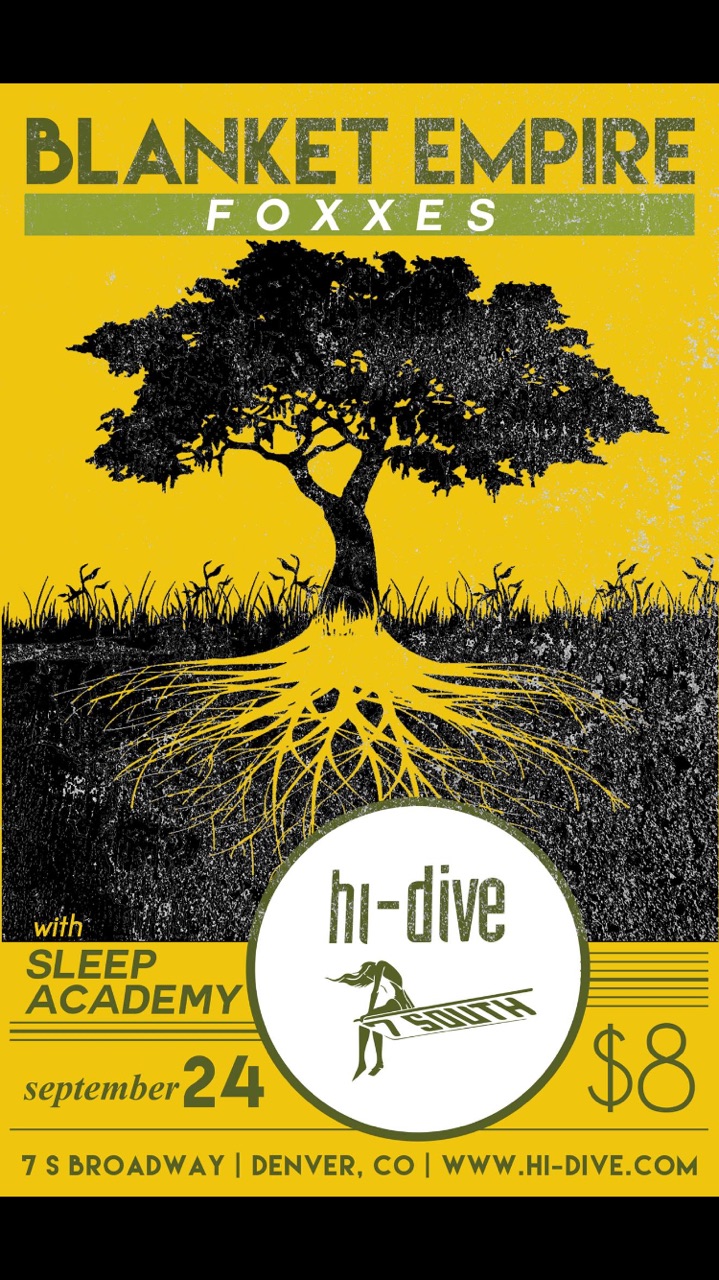 BLANKET EMPIRE
FOXXES
with
SLEEP
ACADEMY
hi-dive
7 SOUTH
september 24
$8
7 S BROADWAY | DENVER, CO | WWW.HI-DIVE.COM